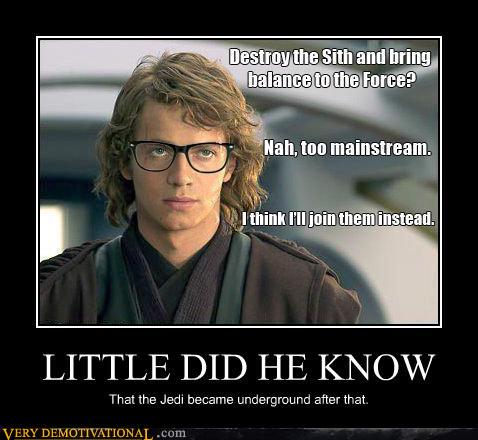 Destroy the Sith and bring
balance to the Force?
Nah, too mainstream.
I think I'll join them instead.
LITTLE DID HE KNOW
That the Jedi became underground after that.
VERY DEMOTIVATIONAL.com